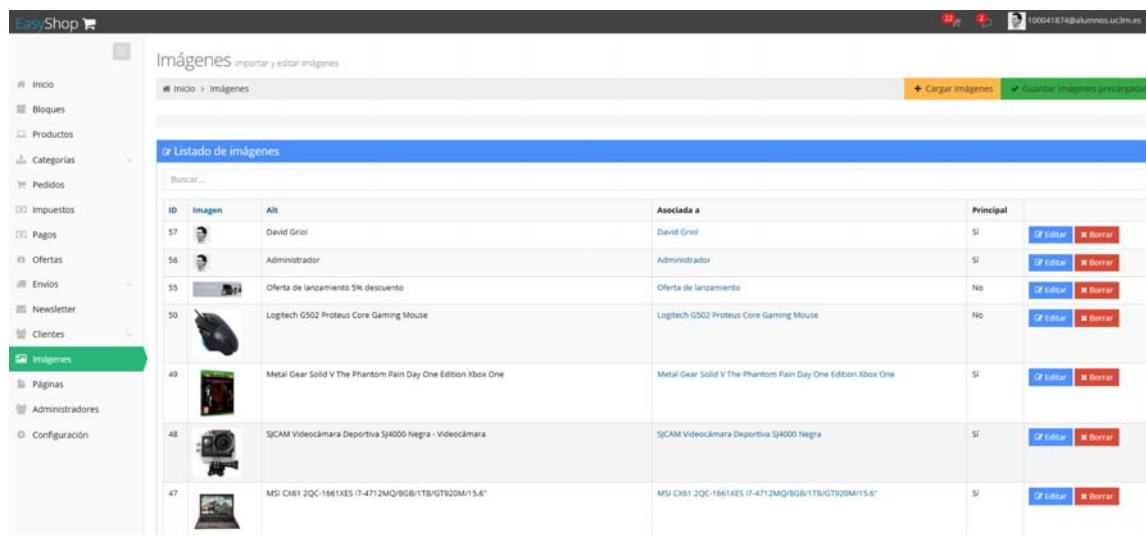 EasyShop
22
2
100041874@alumnos.uc3m.es
Imágenes importar y editar imágenes
Inicio > Imágenes
Cargar imágenes
Guardar imágenes precargadas
Inicio
Bloques
Productos
Categorías
Pedidos
Impuestos
Pagos
Ofertas
Envíos
Newsletter
Clientes
Imágenes
Páginas
Administradores
Configuración
Listado de imágenes
Buscar...
ID Imagen Alt Asociada a Principal
57 David Griol David Griol Sí Editar Borrar
56 Administrador Administrador Sí Editar Borrar
55 Oferta de lanzamiento 5% descuento Oferta de lanzamiento No Editar Borrar
50 Logitech G502 Proteus Core Gaming Mouse Logitech G502 Proteus Core Gaming Mouse No Editar Borrar
49 Metal Gear Solid V The Phantom Pain Day One Edition Xbox One Metal Gear Solid V The Phantom Pain Day One Edition Xbox One Sí Editar Borrar
48 SJCAM Videocámara Deportiva SJ4000 Negra - Videocámara SJCAM Videocámara Deportiva SJ4000 Negra Sí Editar Borrar
47 MSI CX61 2QC-1661XES i7-4712MQ/8GB/1TB/GT920M/15.6" MSI CX61 2QC-1661XES i7-4712MQ/8GB/1TB/GT920M/15.6" Sí Editar Borrar